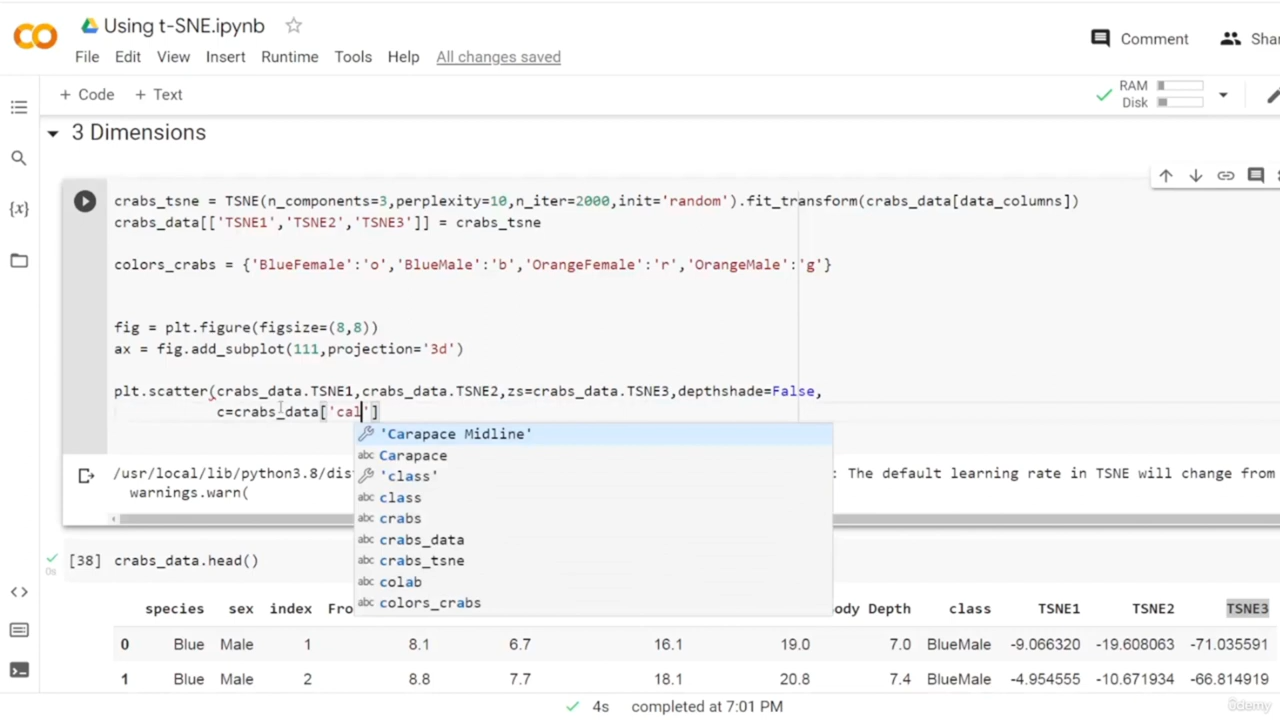 Using t-SNE.ipynb
Comment
File Edit View Insert Runtime Tools Help All changes saved
+ Code + Text
RAM
Disk
3 Dimensions
crabs_tsne = TSNE(n_components=3,perplexity=10,n_iter=2000,init='random').fit_transform(crabs_data[data_columns])
crabs_data[['TSNE1','TSNE2','TSNE3']] = crabs_tsne
colors_crabs = {'BlueFemale':'o','BlueMale':'b','OrangeFemale':'r','OrangeMale':'g'}
fig = plt.figure(figsize=(8,8))
ax = fig.add_subplot(111,projection='3d')
plt.scatter(crabs_data.TSNE1,crabs_data.TSNE2,zs=crabs_data.TSNE3,depthshade=False,
c=crabs_data['cal']
'Carapace Midline'
abc Carapace
'class'
abc class
abc crabs
abc crabs_data
abc crabs_tsne
abc colab
abc colors_crabs
/usr/local/lib/python3.8/dist : The default learning rate in TSNE will change from
warnings.warn(
[38] crabs_data.head()
0s
species sex index Fro ody Depth class TSNE1 TSNE2 TSNE3
0 Blue Male 1 8.1 6.7 16.1 19.0 7.0 BlueMale -9.066320 -19.608063 -71.035591
1 Blue Male 2 8.8 7.7 18.1 20.8 7.4 BlueMale -4.954555 -10.671934 -66.814919
4s completed at 7:01 PM
ûdemy